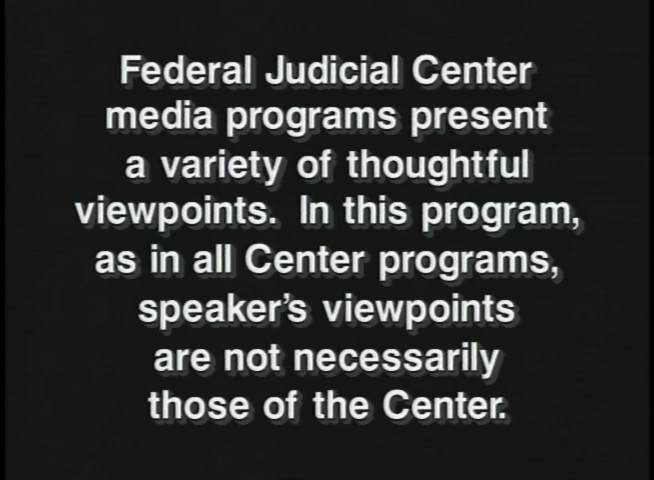 Federal Judicial Center
media programs present
a variety of thoughtful
viewpoints.  In this program,
as in all Center programs,
speaker’s viewpoints
are not necessarily
those of the Center.